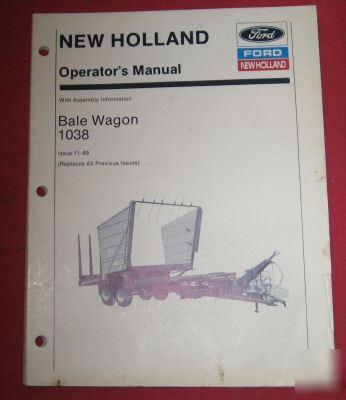 NEW HOLLAND
Operator's Manual
Ford
FORD
NEW HOLLAND
With Assembly Information
Bale Wagon
1038
Issue 11-89
(Replaces All Previous Issues)